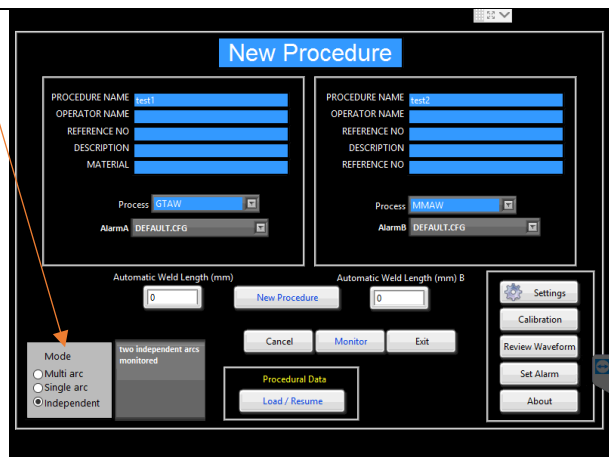 New Procedure
PROCEDURE NAME test1
OPERATOR NAME
REFERENCE NO
DESCRIPTION
MATERIAL
Process GTAW
AlarmA DEFAULT.CFG
PROCEDURE NAME test2
OPERATOR NAME
REFERENCE NO
DESCRIPTION
REFERENCE NO
Process MMAW
AlarmB DEFAULT.CFG
Automatic Weld Length (mm)
0
New Procedure
Automatic Weld Length (mm) B
0
Cancel
Monitor
Exit
Mode
Multi arc
Single arc
Independent
two independent arcs
monitored
Procedural Data
Load / Resume
Settings
Calibration
Review Waveform
Set Alarm
About